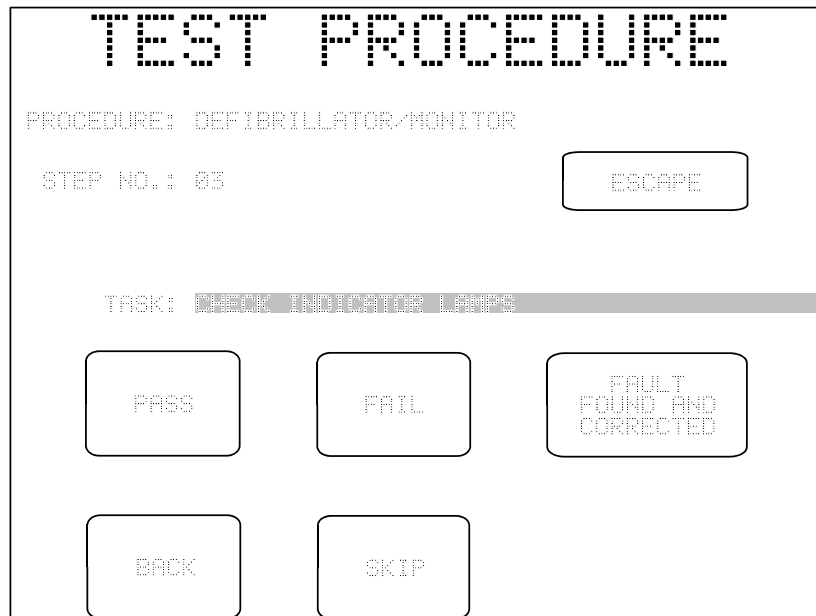 TEST PROCEDURE
PROCEDURE: DEFIBRILLATOR/MONITOR
STEP NO.: 03
ESCAPE
TASK: CHECK INDICATOR LAMPS
PASS
FAIL
FAULT
FOUND AND
CORRECTED
BACK
SKIP